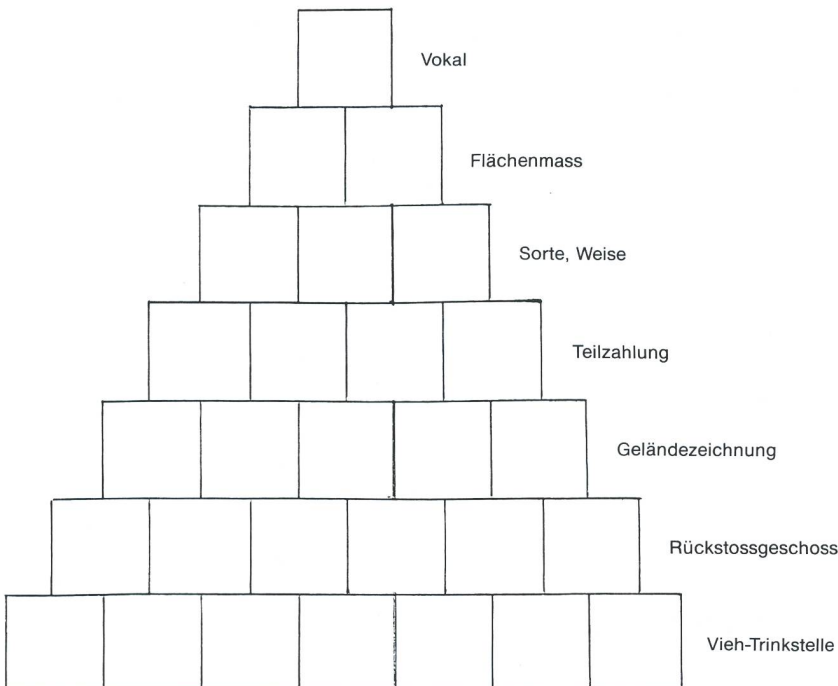 Vokal
Flächenmass
Sorte, Weise
Teilzahlung
Geländezeichnung
Rückstossgeschoss
Vieh-Trinkstelle